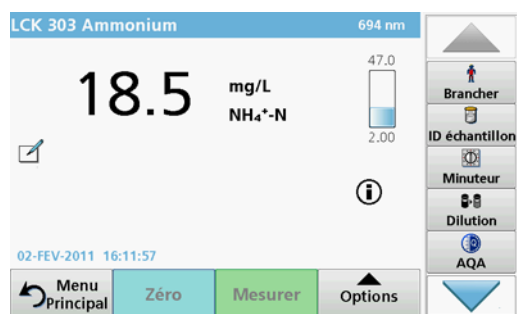 LCK 303 Ammonium 694 nm
47.0
18.5 mg/L
NH₄⁺-N
2.00
02-FEV-2011 16:11:57
Menu Principal
Zéro
Mesurer
Options
Brancher
ID échantillon
Minuteur
Dilution
AQA